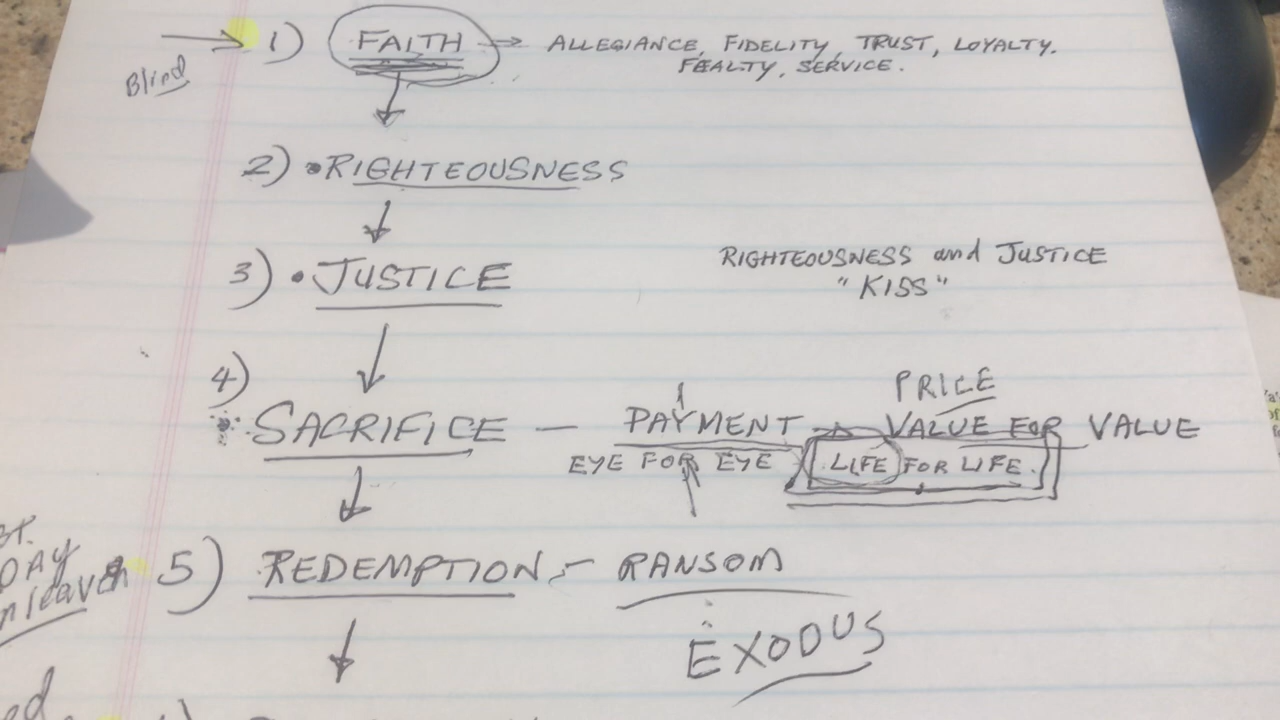 1) FAITH → ALLEGIANCE, FIDELITY, TRUST, LOYALTY.
FEALTY, SERVICE.
Blind
2) •RIGHTEOUSNESS
3) •JUSTICE
RIGHTEOUSNESS and JUSTICE
"KISS"
4)
PRICE
SACRIFICE — PAYMENT → VALUE FOR VALUE
EYE FOR EYE LIFE FOR LIFE.
DAY
5) REDEMPTION - RANSOM
EXODUS